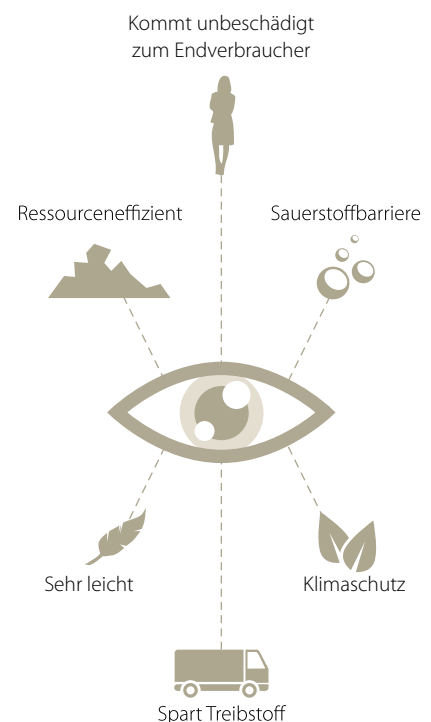 Kommt unbeschädigt
zum Endverbraucher
Ressourceneffizient
Sauerstoffbarriere
Sehr leicht
Klimaschutz
Spart Treibstoff